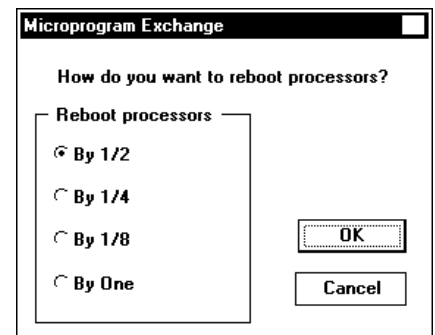 Microprogram Exchange
How do you want to reboot processors?
Reboot processors
By 1/2
By 1/4
By 1/8
By One
OK
Cancel